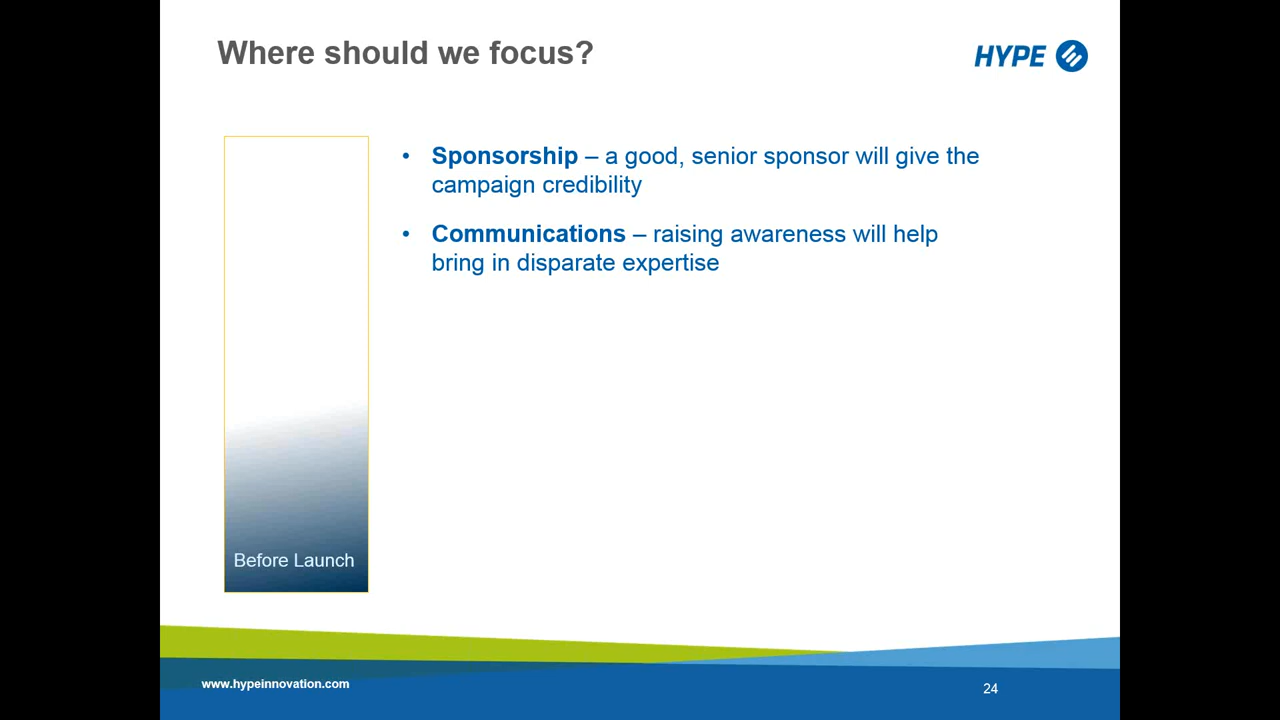 Where should we focus?
HYPE
• Sponsorship – a good, senior sponsor will give the
campaign credibility
• Communications – raising awareness will help
bring in disparate expertise
Before Launch
www.hypeinnovation.com
24